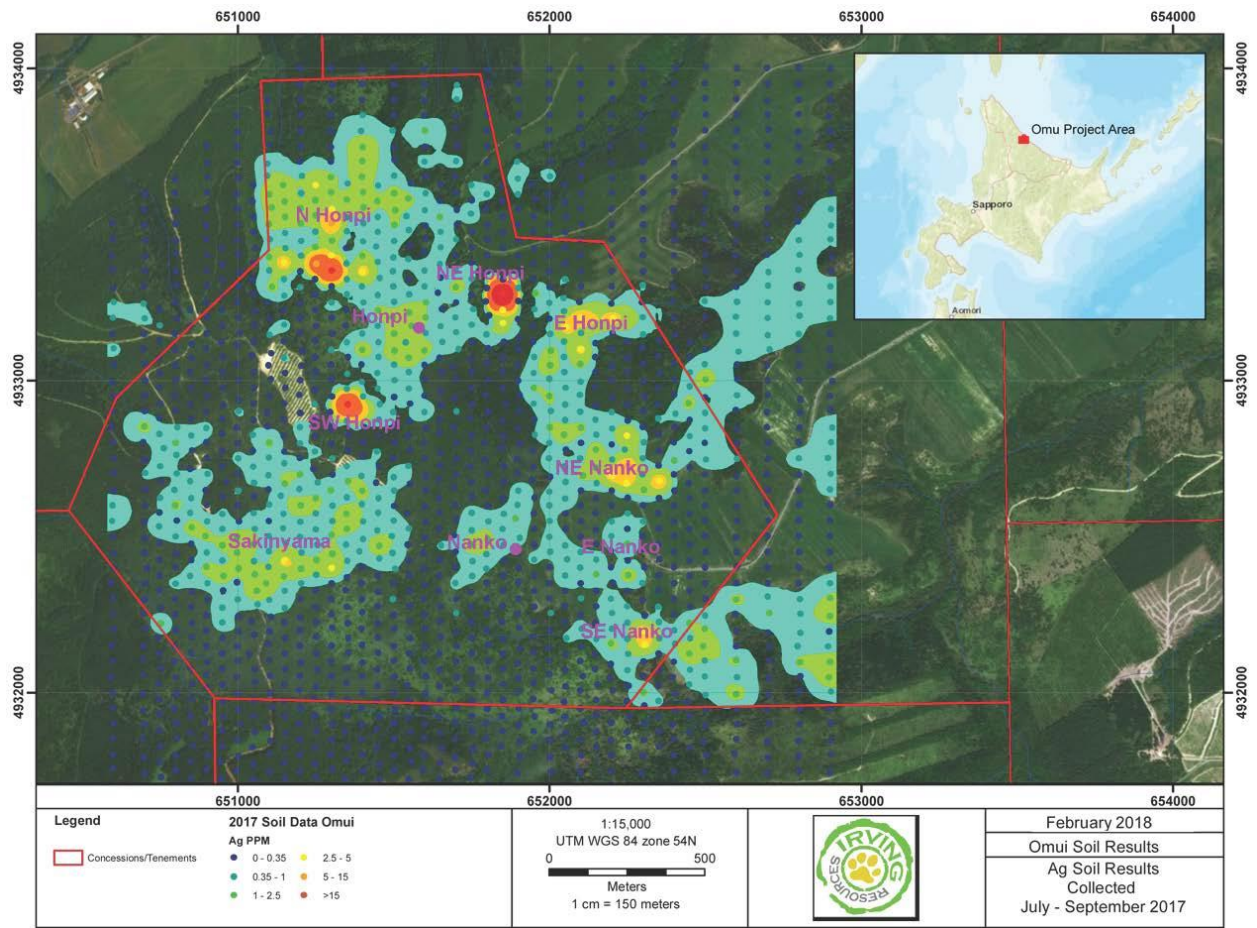 651000 652000 653000 654000
4934000 4934000
4933000 4933000
4932000 4932000
Omu Project Area
Sapporo
Aomori
N Honpi
NE Honpi
Honpi
E Honpi
SW Honpi
NE Nanko
Sakinyama
Nanko
E Nanko
SE Nanko
651000 652000 653000 654000
Legend
Concessions/Tenements
2017 Soil Data Omui
Ag PPM
0 - 0.35
0.35 - 1
1 - 2.5
2.5 - 5
5 - 15
>15
1:15,000
UTM WGS 84 zone 54N
0 500
Meters
1 cm = 150 meters
IRVING
RESOURCES
February 2018
Omui Soil Results
Ag Soil Results
Collected
July - September 2017